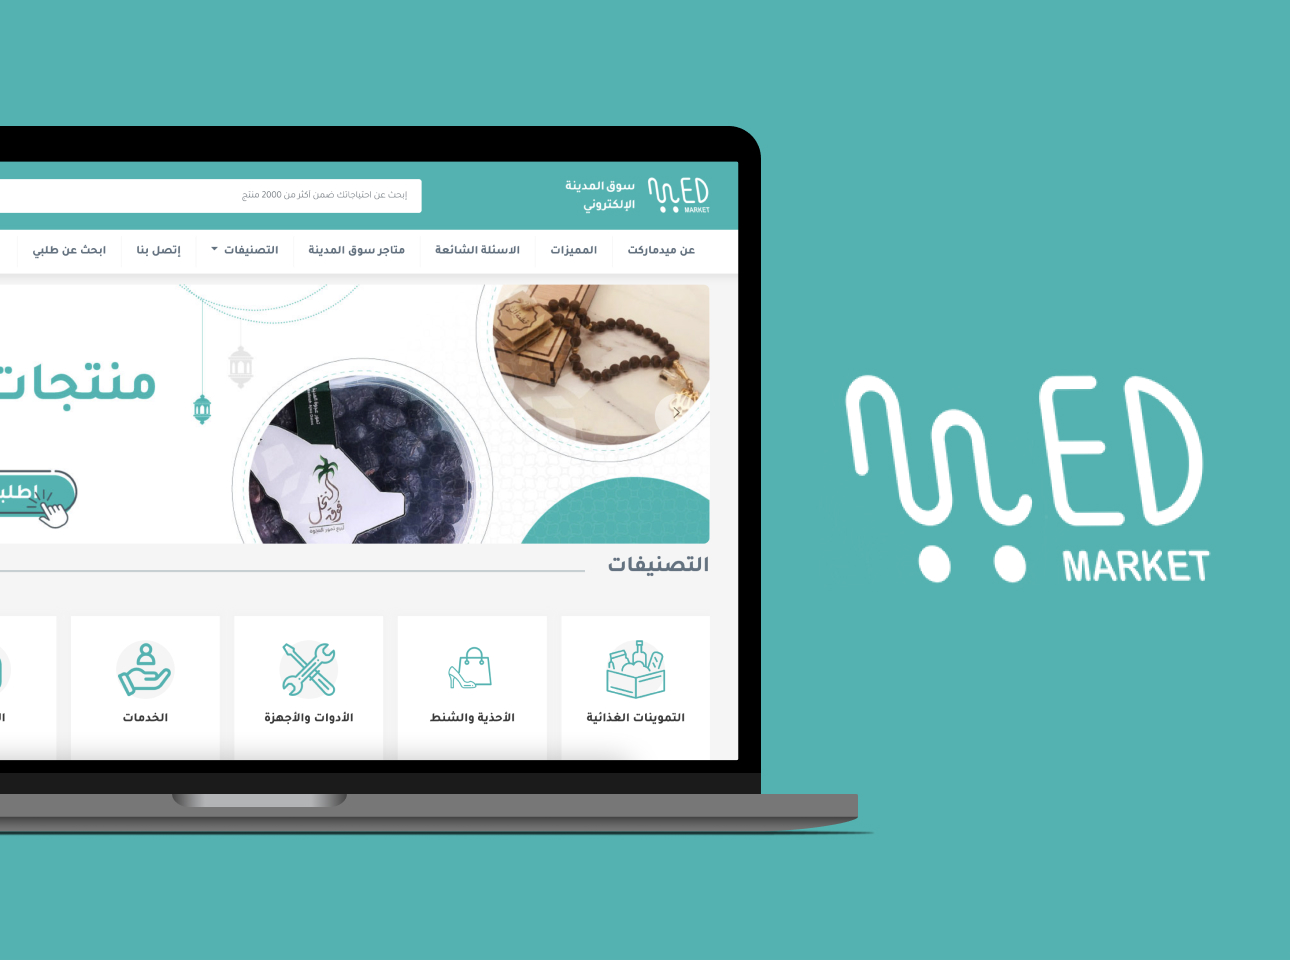 سوق المدينة
الإلكتروني
MED
MARKET
إبحث عن احتياجاتك ضمن أكثر من 2000 منتج
عن ميدماركت
المميزات
الاسئلة الشائعة
متاجر سوق المدينة
التصنيفات
إتصل بنا
ابحث عن طلبي
منتجات
التصنيفات
التموينات الغذائية
الأحذية والشنط
الأدوات والأجهزة
الخدمات
MED
MARKET